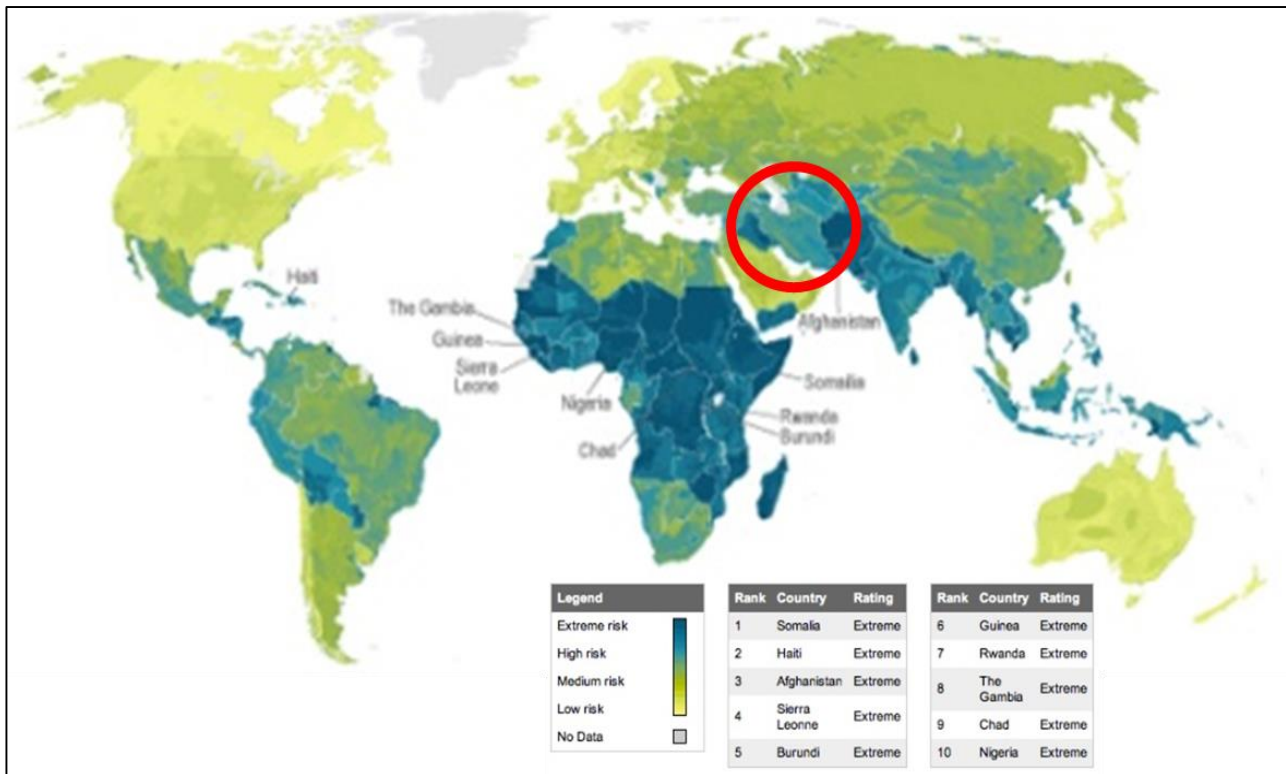 Haiti
The Gambia
Guinea
Sierra
Leone
Nigeria
Chad
Afghanistan
Somailia
Rwanda
Burundi
Legend
Extreme risk
High risk
Medium risk
Low risk
No Data
Rank Country Rating
1 Somalia Extreme
2 Haiti Extreme
3 Afghanistan Extreme
4 Sierra Leonne Extreme
5 Burundi Extreme
Rank Country Rating
6 Guinea Extreme
7 Rwanda Extreme
8 The Gambia Extreme
9 Chad Extreme
10 Nigeria Extreme